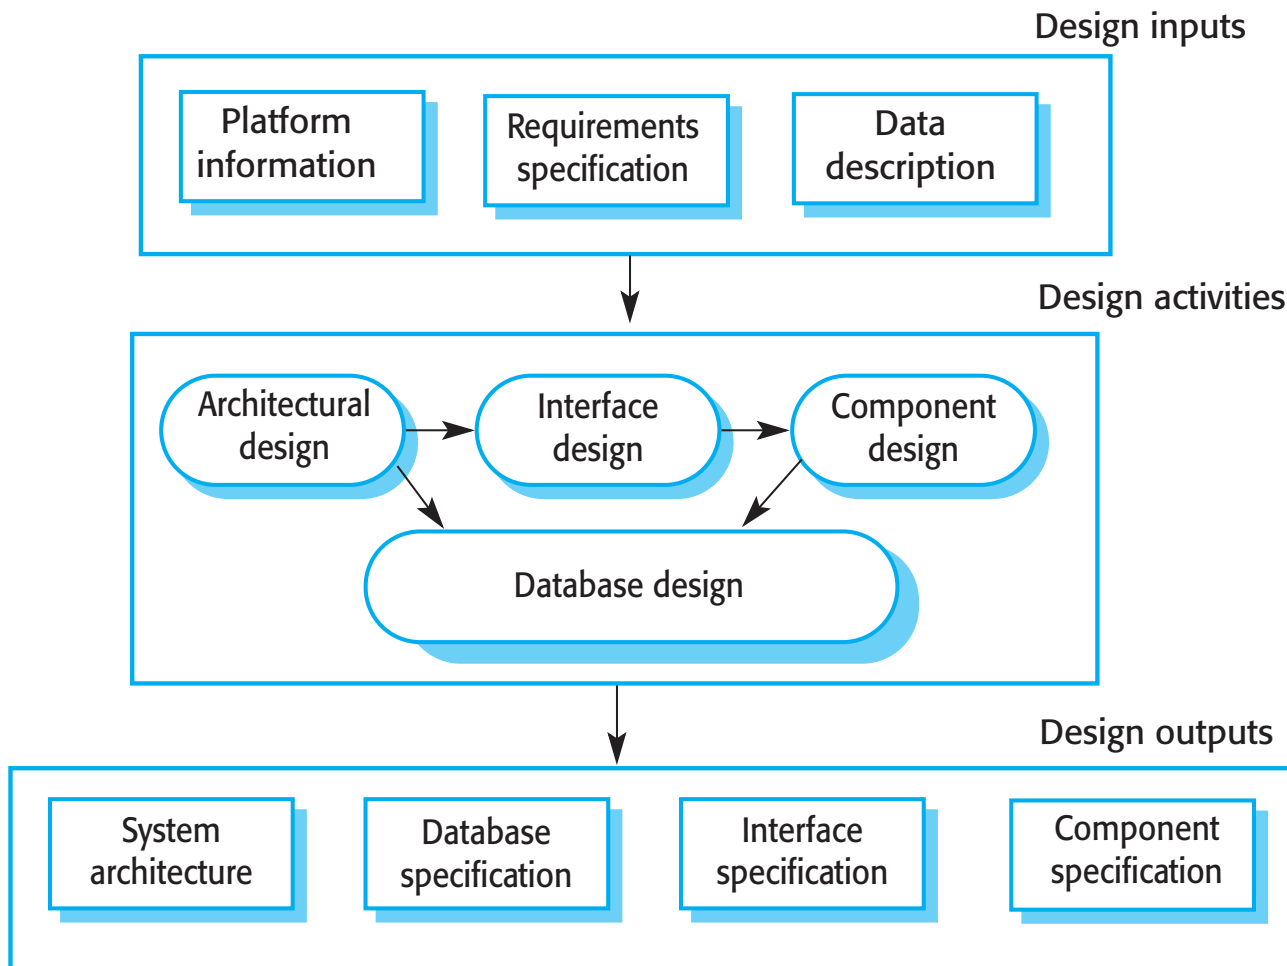 Design inputs
Platform
information
Requirements
specification
Data
description
Design activities
Architectural
design
Interface
design
Component
design
Database design
Design outputs
System
architecture
Database
specification
Interface
specification
Component
specification